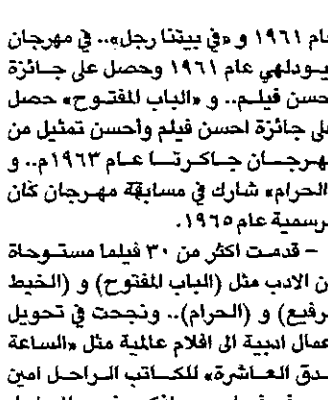 عام ١٩٦١ و «في بيتنا رجل».. في مهرجان
يودلهي عام ١٩٦١ وحصل على جائزة
حسن فيلم.. و «الباب المفتوح» حصل
على جائزة احسن فيلم وأحسن تمثيل من
هرجان جاكرتا عام ١٩٦٣م.. و
الحرام» شارك في مسابقة مهرجان كان
رسمية عام ١٩٦٥.
- قدمت اكثر من ٣٠ فيلما مستوحاة
ن الادب مثل (الباب المفتوح) و (الخيط
رفيع) و (الحرام).. ونجحت في تحويل
عمال ادبية الى افلام عالمية مثل «الساعة
دق العاشرة» للكاتب الراحل امين